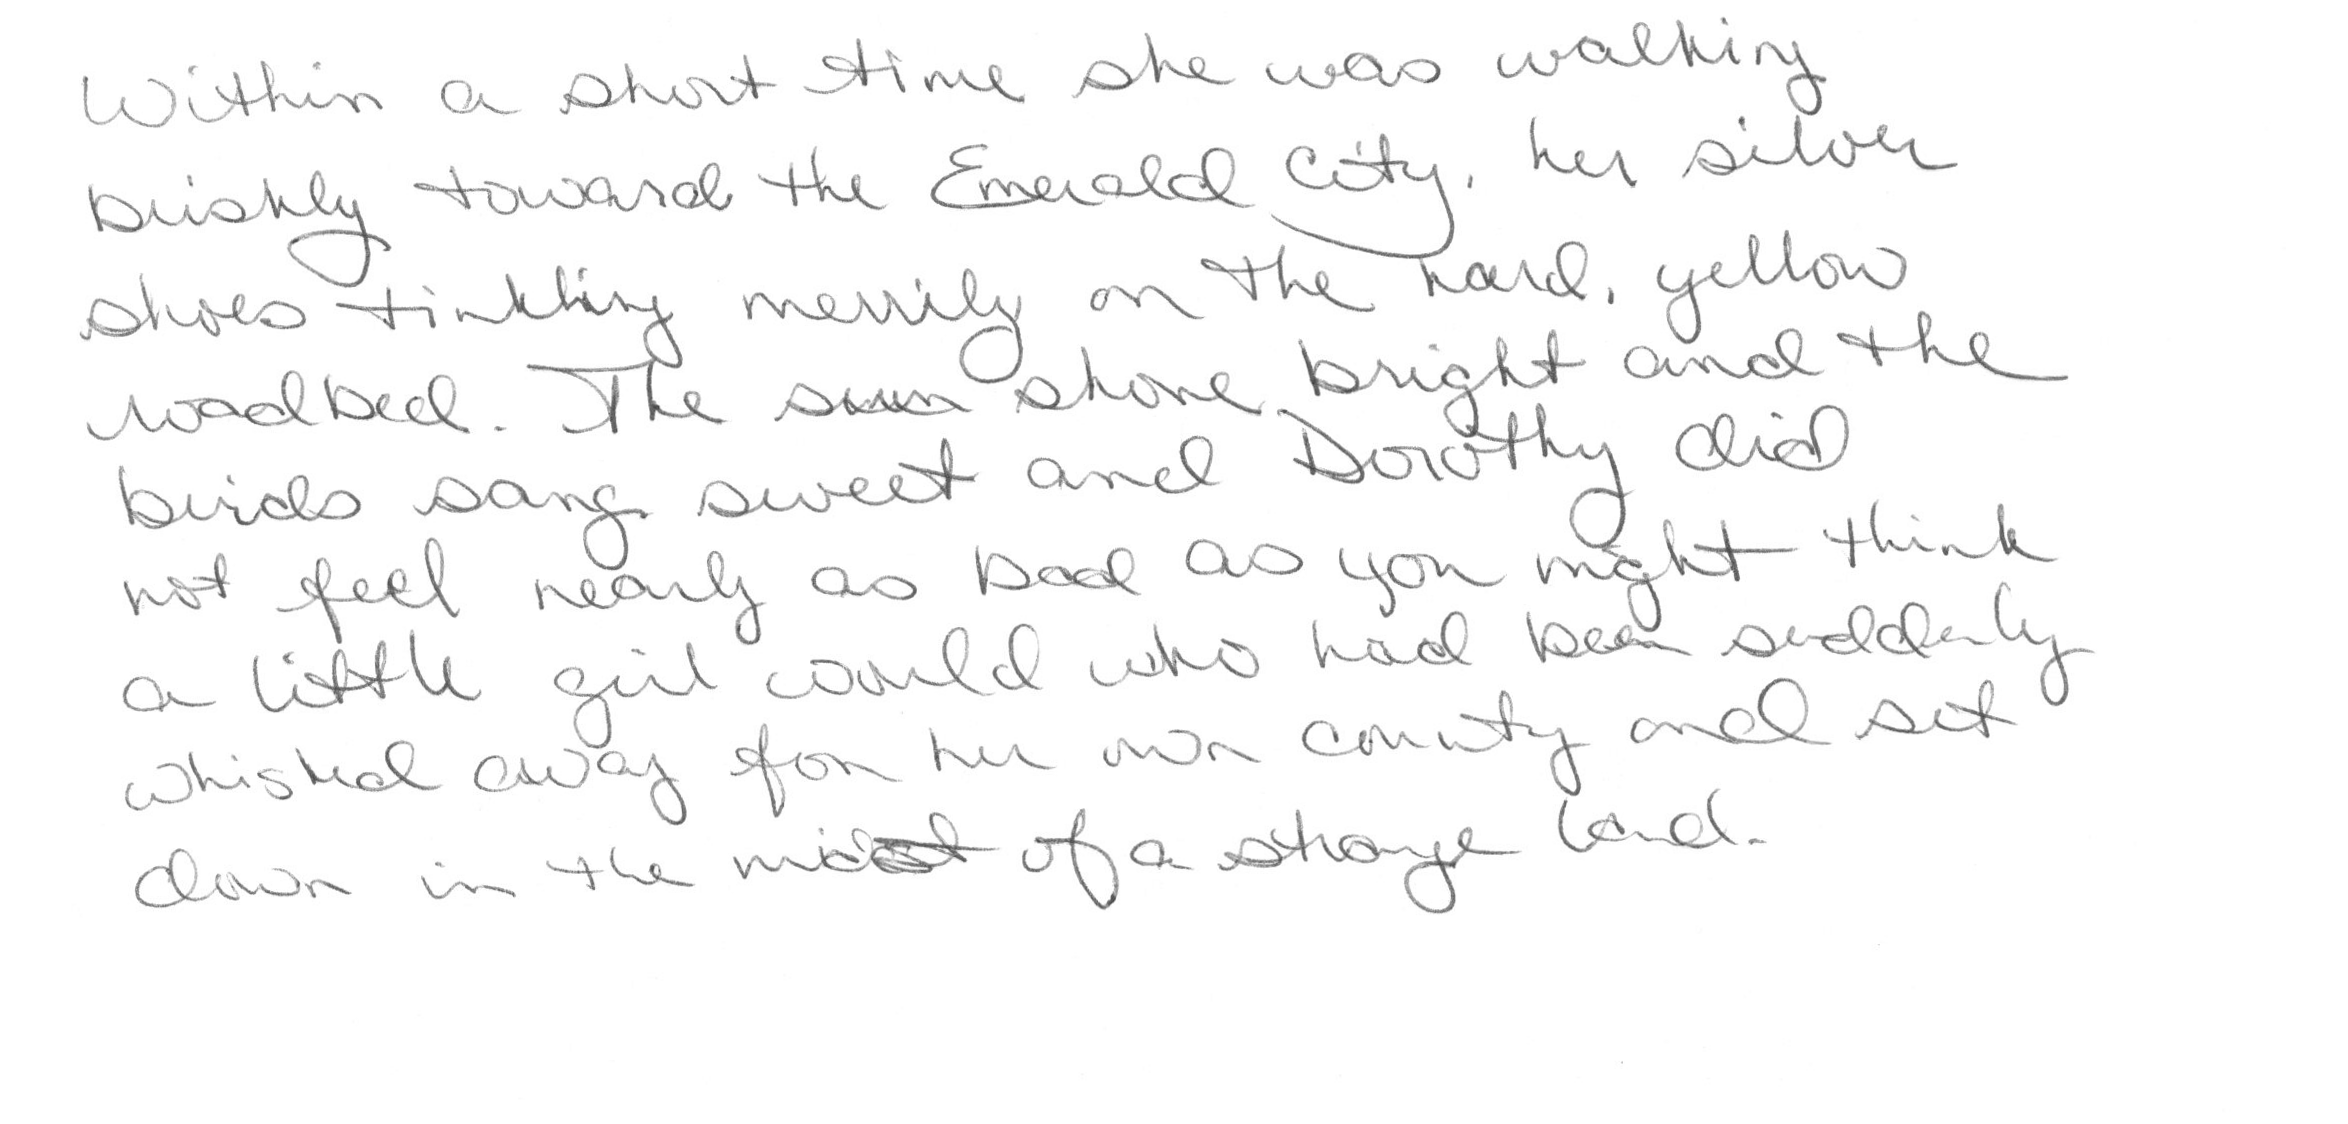 Within a short time she was walking
briskly toward the Emerald City, her silver
shoes tinkling merrily on the hard, yellow
roadbed. The sun shone bright and the
birds sang sweet and Dorothy did
not feel nearly as bad as you might think
a little girl would who had been suddenly
whisked away from her own country and set
down in the midst of a strange land.